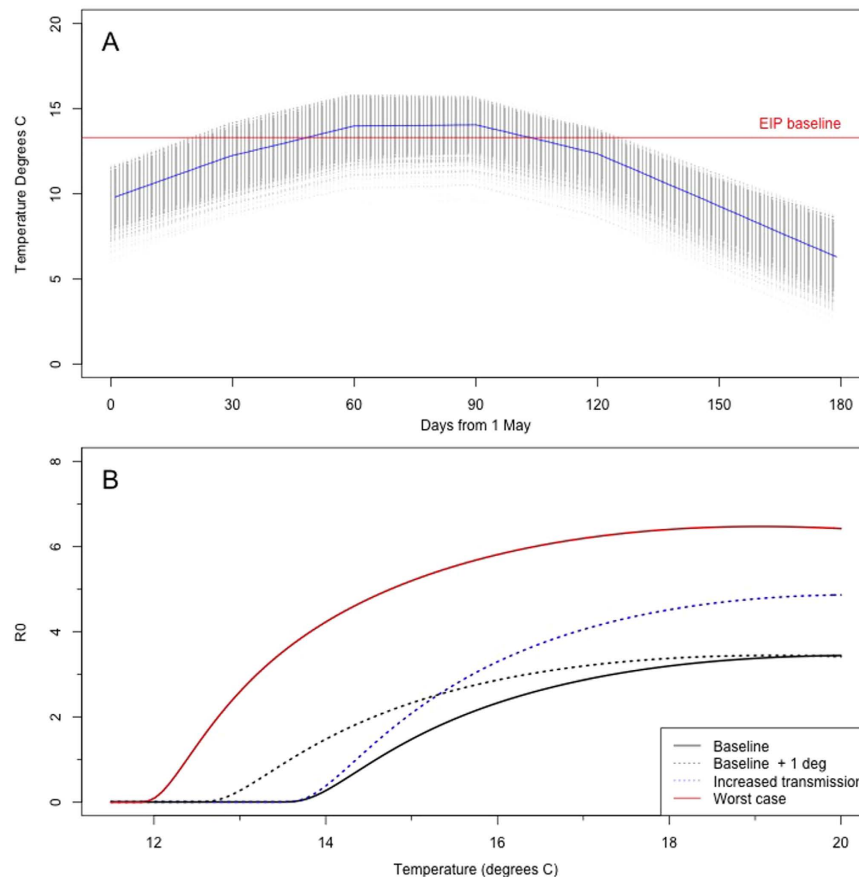 A
EIP baseline
Temperature Degrees C
20
15
10
5
0
0 30 60 90 120 150 180
Days from 1 May
B
R0
8
6
4
2
0
Baseline
Baseline + 1 deg
Increased transmission
Worst case
12 14 16 18 20
Temperature (degrees C)